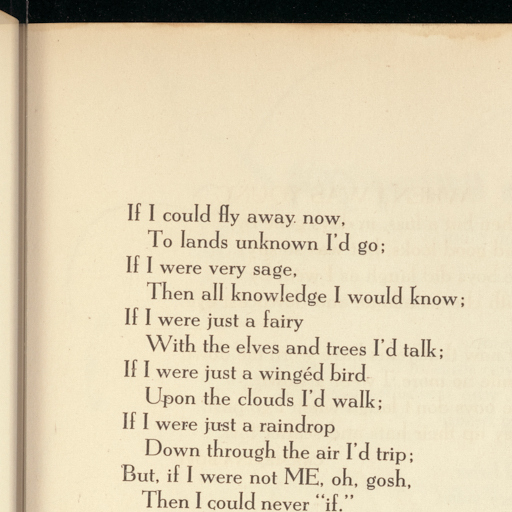 If I could fly away now,
To lands unknown I'd go;
If I were very sage,
Then all knowledge I would know;
If I were just a fairy
With the elves and trees I'd talk;
If I were just a wingéd bird
Upon the clouds I'd walk;
If I were just a raindrop
Down through the air I'd trip;
But, if I were not ME, oh, gosh,
Then I could never “if.”